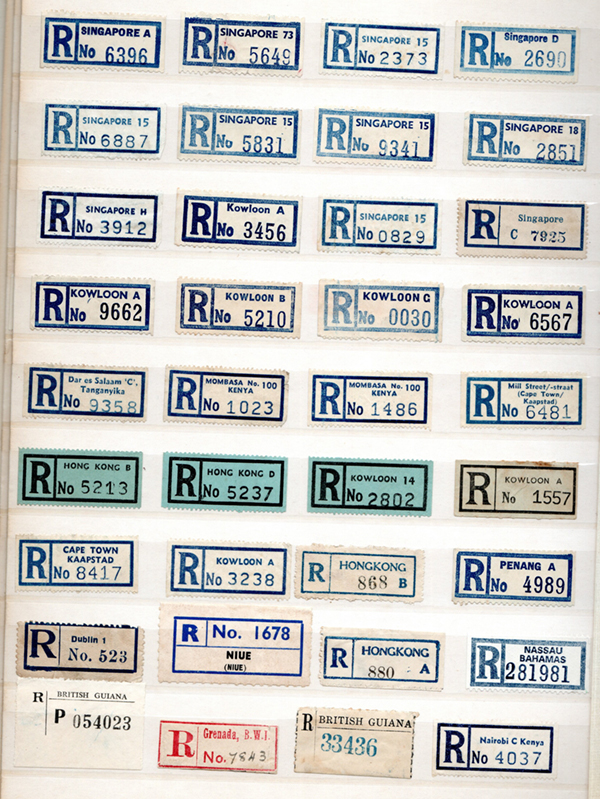 R SINGAPORE A
No 6396
R SINGAPORE 73
No 5649
R SINGAPORE 15
No 2373
R Singapore D
No 2690
R SINGAPORE 15
No 6887
R SINGAPORE 15
No 5831
R SINGAPORE 15
No 9341
R SINGAPORE 18
No 2851
R SINGAPORE H
No 3912
R Kowloon A
No 3456
R SINGAPORE 15
No 0829
R Singapore
C 7925
R KOWLOON A
No 9662
R KOWLOON B
No 5210
R KOWLOON C
No 0030
R KOWLOON A
No 6567
R Dar es Salaam 'C',
Tanganyika
No 9358
R MOMBASA No. 100
KENYA
No 1023
R MOMBASA No. 100
KENYA
No 1486
R Mill Street/-straat
(Cape Town/
Kaapstad)
No 6481
R HONG KONG B
No 5213
R HONG KONG D
No 5237
R KOWLOON 14
No 2802
R KOWLOON A
No 1557
R CAPE TOWN
KAAPSTAD
No 8417
R KOWLOON A
No 3238
R HONGKONG
868 B
R PENANG A
No 4989
R Dublin 1
No. 523
R No. 1678
NIUE
(NIUE)
R HONGKONG
880 A
R NASSAU
BAHAMAS
No 281981
R BRITISH GUIANA
P 054023
R Grenada, B.W.I.
No. 7843
R BRITISH GUIANA
33436
R Nairobi C Kenya
No 4037